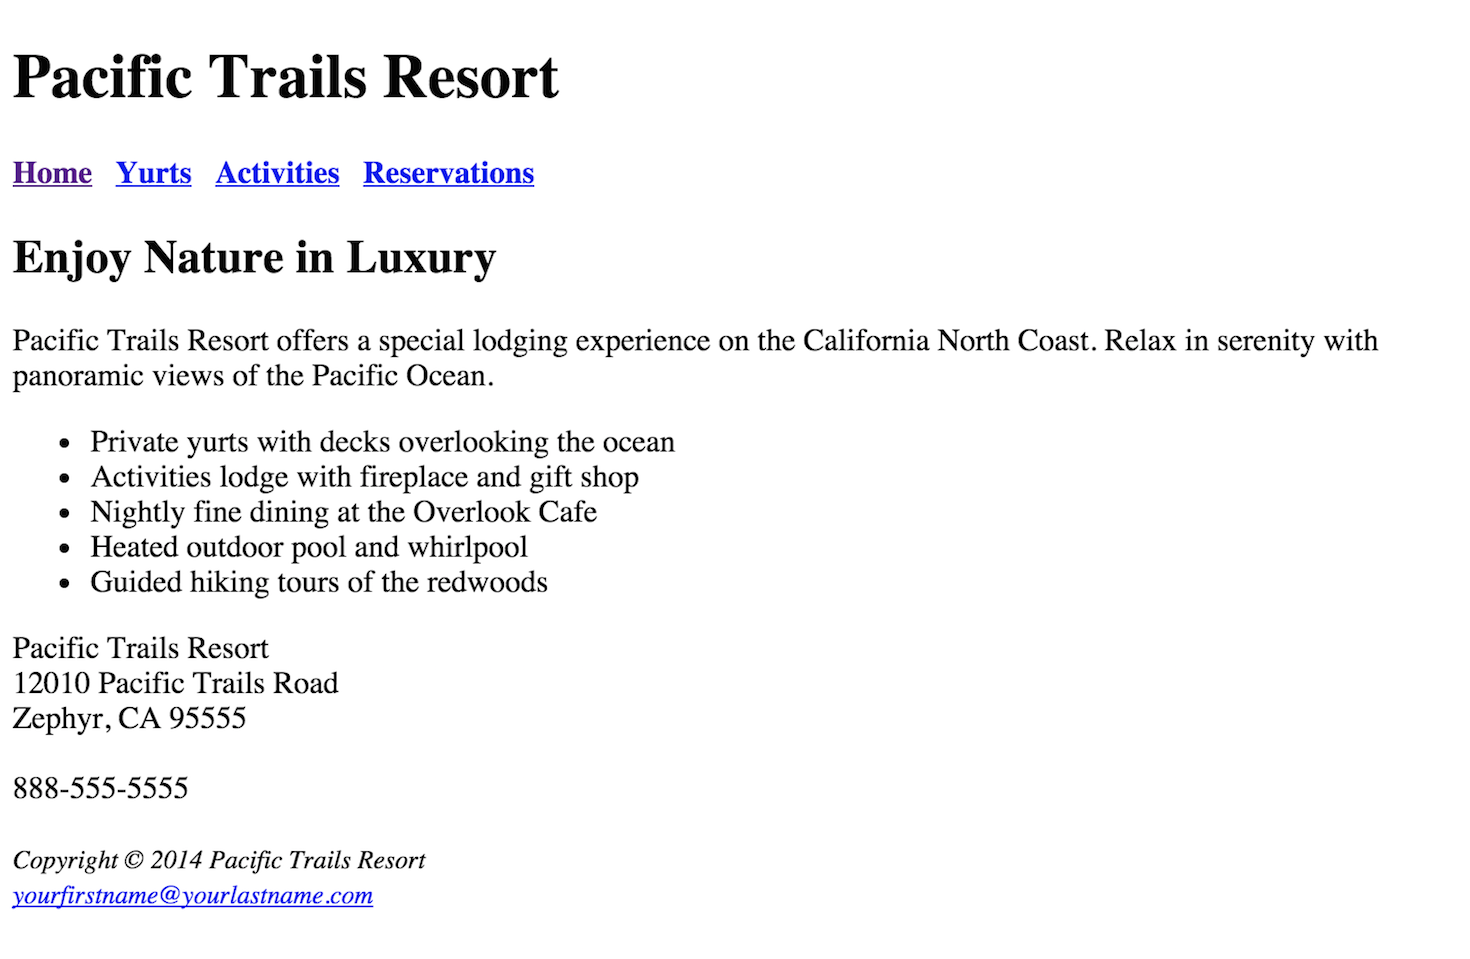 Pacific Trails Resort
Home Yurts Activities Reservations
Enjoy Nature in Luxury
Pacific Trails Resort offers a special lodging experience on the California North Coast. Relax in serenity with
panoramic views of the Pacific Ocean.
• Private yurts with decks overlooking the ocean
• Activities lodge with fireplace and gift shop
• Nightly fine dining at the Overlook Cafe
• Heated outdoor pool and whirlpool
• Guided hiking tours of the redwoods
Pacific Trails Resort
12010 Pacific Trails Road
Zephyr, CA 95555
888-555-5555
Copyright © 2014 Pacific Trails Resort
yourfirstname@yourlastname.com